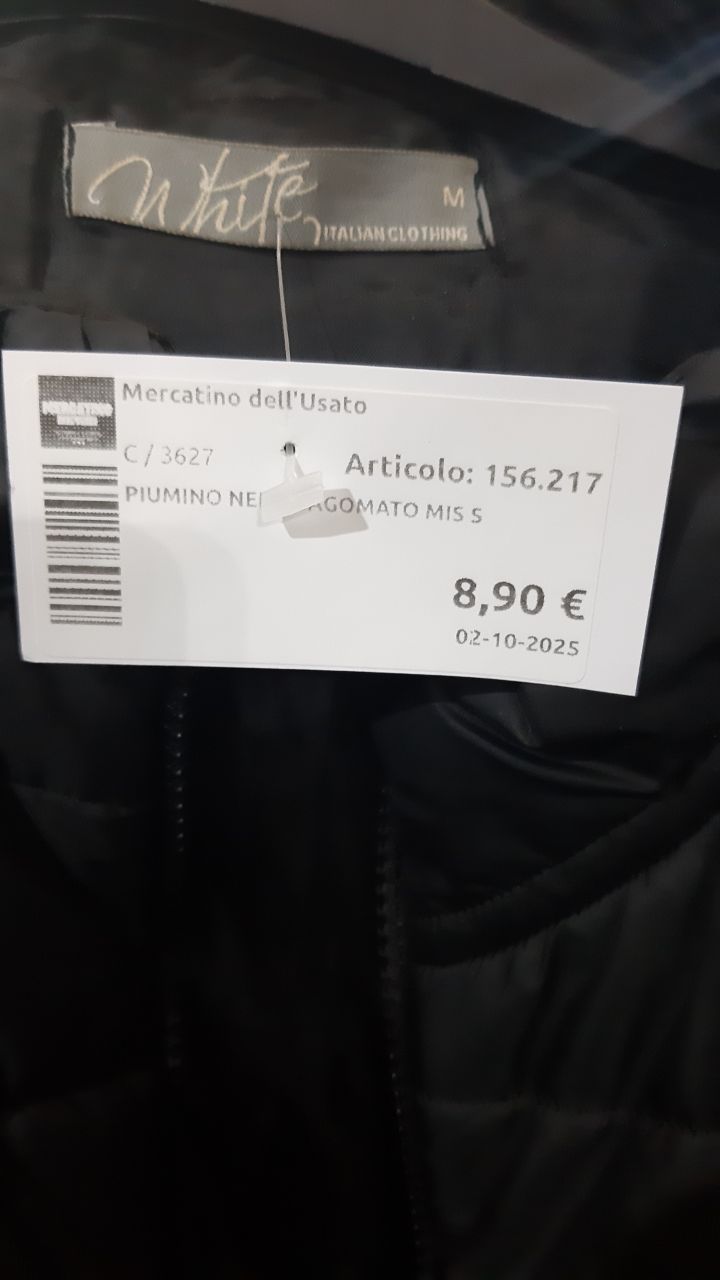 White
M
ITALIAN CLOTHING
Mercatino dell'Usato
C / 3627
Articolo: 156.217
PIUMINO MIS S
8,90 €
02-10-2025